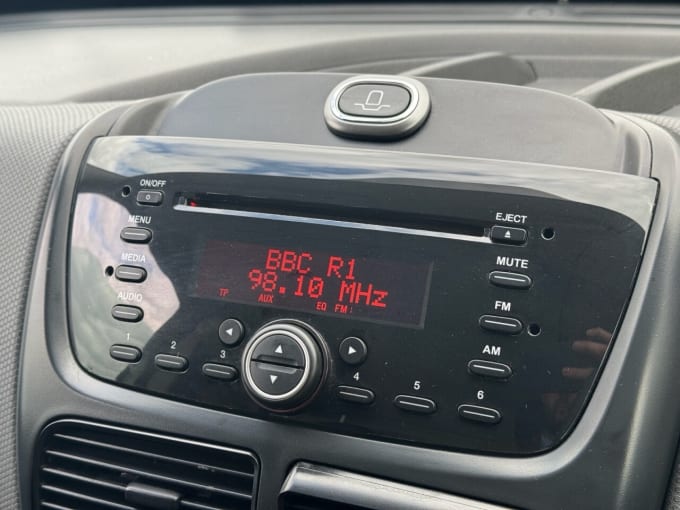 ON/OFF
MENU
MEDIA
AUDIO
EJECT
MUTE
FM
AM
BBC R1
98.10 MHz
TP AUX EQ FM
1 2 3 4 5 6